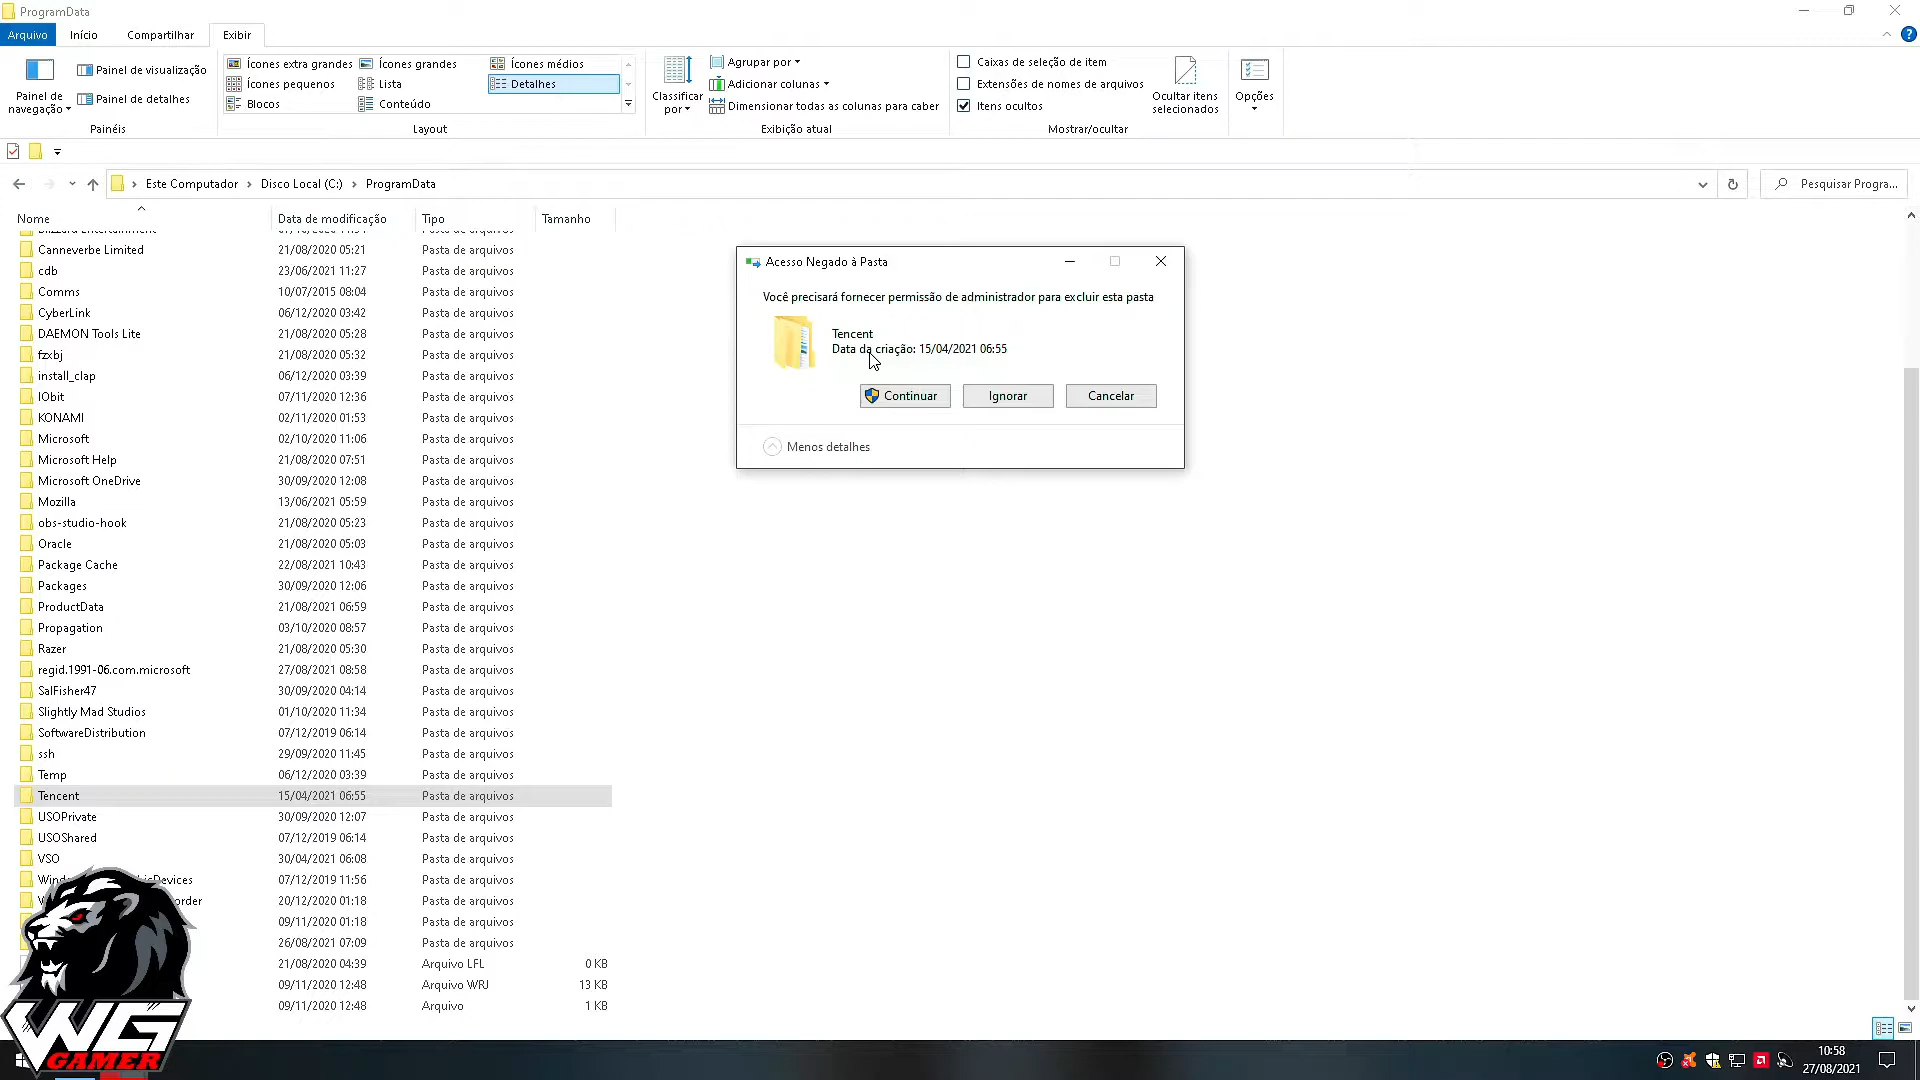 ProgramData
Arquivo
Início
Compartilhar
Exibir
Painel de navegação
Painel de visualização
Painel de detalhes
Painéis
Ícones extra grandes
Ícones grandes
Ícones médios
Ícones pequenos
Lista
Detalhes
Blocos
Conteúdo
Layout
Classificar por
Agrupar por
Adicionar colunas
Dimensionar todas as colunas para caber
Exibição atual
Caixas de seleção de item
Extensões de nomes de arquivos
Itens ocultos
Ocultar itens selecionados
Mostrar/ocultar
Opções
Este Computador
Disco Local (C:)
ProgramData
Pesquisar Progra...
Nome Data de modificação Tipo Tamanho
Canneverbe Limited 21/08/2020 05:21 Pasta de arquivos
cdb 23/06/2021 11:27 Pasta de arquivos
Comms 10/07/2015 08:04 Pasta de arquivos
CyberLink 06/12/2020 03:42 Pasta de arquivos
DAEMON Tools Lite 21/08/2020 05:28 Pasta de arquivos
fzxbj 21/08/2020 05:32 Pasta de arquivos
install_clap 06/12/2020 03:39 Pasta de arquivos
IObit 07/11/2020 12:36 Pasta de arquivos
KONAMI 02/11/2020 01:53 Pasta de arquivos
Microsoft 02/10/2020 11:06 Pasta de arquivos
Microsoft Help 21/08/2020 07:51 Pasta de arquivos
Microsoft OneDrive 30/09/2020 12:08 Pasta de arquivos
Mozilla 13/06/2021 05:59 Pasta de arquivos
obs-studio-hook 21/08/2020 05:23 Pasta de arquivos
Oracle 21/08/2020 05:03 Pasta de arquivos
Package Cache 22/08/2021 10:43 Pasta de arquivos
Packages 30/09/2020 12:06 Pasta de arquivos
ProductData 21/08/2021 06:59 Pasta de arquivos
Propagation 03/10/2020 08:57 Pasta de arquivos
Razer 21/08/2020 05:30 Pasta de arquivos
regid.1991-06.com.microsoft 27/08/2021 08:58 Pasta de arquivos
SalFisher47 30/09/2020 04:14 Pasta de arquivos
Slightly Mad Studios 01/10/2020 11:34 Pasta de arquivos
SoftwareDistribution 07/12/2019 06:14 Pasta de arquivos
ssh 29/09/2020 11:45 Pasta de arquivos
Temp 06/12/2020 03:39 Pasta de arquivos
Tencent 15/04/2021 06:55 Pasta de arquivos
USOPrivate 30/09/2020 12:07 Pasta de arquivos
USOShared 07/12/2019 06:14 Pasta de arquivos
VSO 30/04/2021 06:08 Pasta de arquivos
07/12/2019 11:56 Pasta de arquivos
20/12/2020 01:18 Pasta de arquivos
09/11/2020 01:18 Pasta de arquivos
26/08/2021 07:09 Pasta de arquivos
21/08/2020 04:39 Arquivo LFL 0 KB
09/11/2020 12:48 Arquivo WRJ 13 KB
09/11/2020 12:48 Arquivo 1 KB
Acesso Negado à Pasta
Você precisará fornecer permissão de administrador para excluir esta pasta
Tencent
Data da criação: 15/04/2021 06:55
Continuar
Ignorar
Cancelar
Menos detalhes
WG
GAMER
10:58
27/08/2021